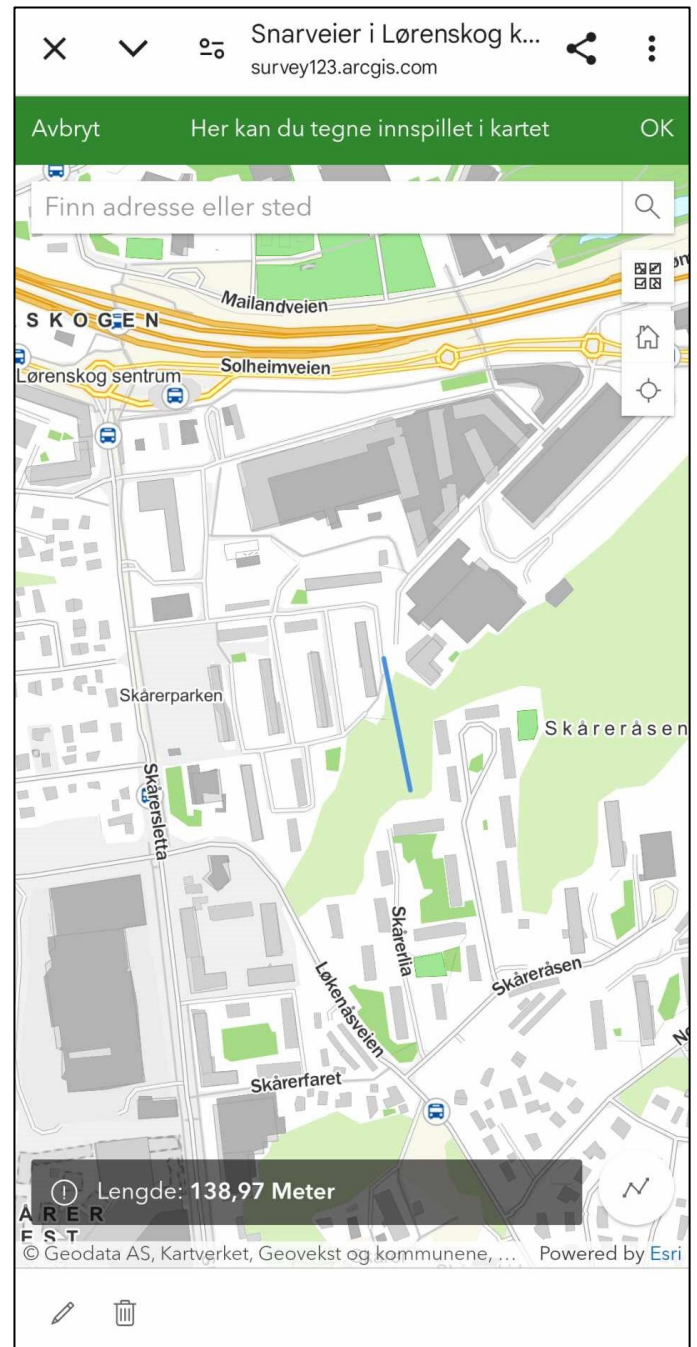 Snarveier i Lørenskog k...
survey123.arcgis.com
Avbryt
Her kan du tegne innspillet i kartet
OK
Finn adresse eller sted
Mailandveien
SKOGEN
Solheimveien
Lørenskog sentrum
Skårerparken
Skåreråsen
Skårersletta
Skårerlia
Skåreråsen
Løkenåsveien
Skårerfaret
Lengde: 138,97 Meter
© Geodata AS, Kartverket, Geovekst og kommunene, ...
Powered by Esri